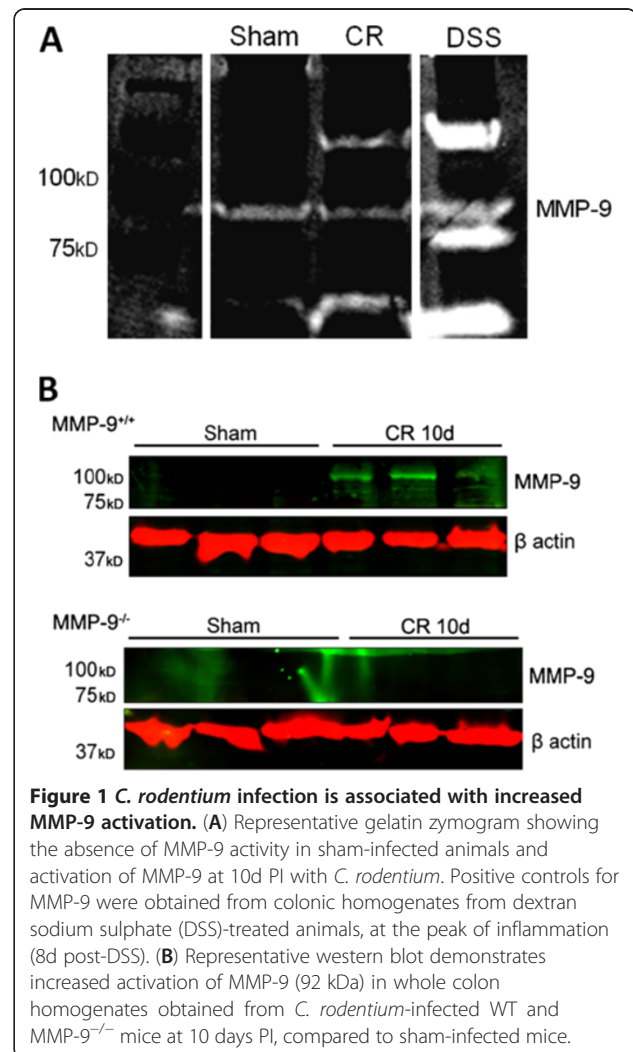 A
Sham CR DSS
100kD
MMP-9
75kD
B
MMP-9+/+
Sham CR 10d
100kD
MMP-9
75kD
β actin
37kD
MMP-9-/-
Sham CR 10d
100kD
MMP-9
75kD
β actin
37kD
Figure 1 C. rodentium infection is associated with increased
MMP-9 activation. (A) Representative gelatin zymogram showing
the absence of MMP-9 activity in sham-infected animals and
activation of MMP-9 at 10d PI with C. rodentium. Positive controls for
MMP-9 were obtained from colonic homogenates from dextran
sodium sulphate (DSS)-treated animals, at the peak of inflammation
(8d post-DSS). (B) Representative western blot demonstrates
increased activation of MMP-9 (92 kDa) in whole colon
homogenates obtained from C. rodentium-infected WT and
MMP-9−/− mice at 10 days PI, compared to sham-infected mice.